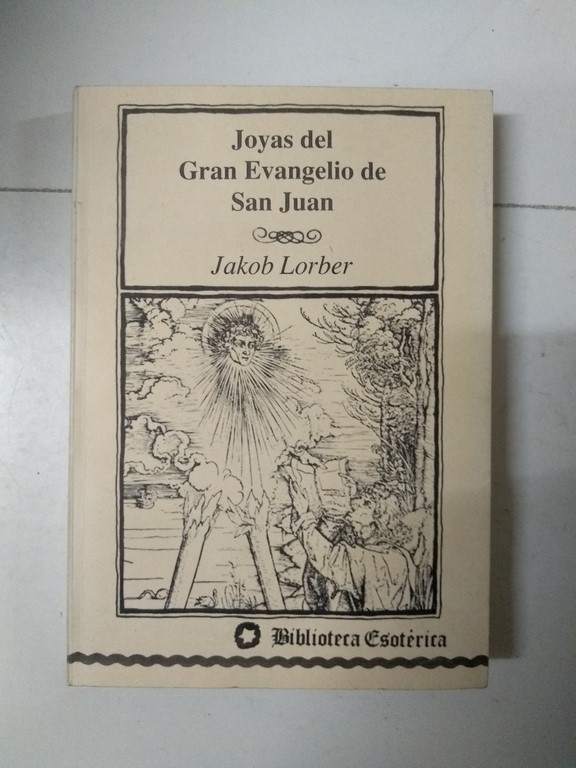 Joyas del
Gran Evangelio de
San Juan
Jakob Lorber
Biblioteca Esotérica